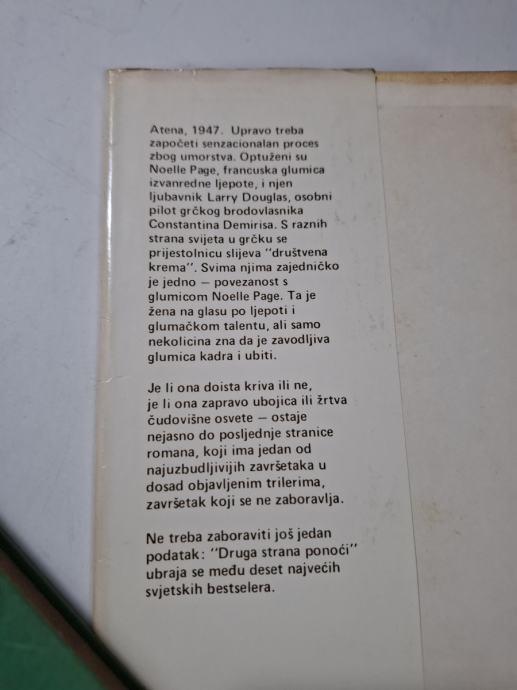 Atena, 1947. Upravo treba
započeti senzacionalan proces
zbog umorstva. Optuženi su
Noelle Page, francuska glumica
izvanredne ljepote, i njen
ljubavnik Larry Douglas, osobni
pilot grčkog brodovlasnika
Constantina Demirisa. S raznih
strana svijeta u grčku se
prijestolnicu slijeva "društvena
krema". Svima njima zajedničko
je jedno — povezanost s
glumicom Noelle Page. Ta je
žena na glasu po ljepoti i
glumačkom talentu, ali samo
nekolicina zna da je zavodljiva
glumica kadra i ubiti.
Je li ona doista kriva ili ne,
je li ona zapravo ubojica ili žrtva
čudovišne osvete — ostaje
nejasno do posljednje stranice
romana, koji ima jedan od
najuzbudljivijih završetaka u
dosad objavljenim trilerima,
završetak koji se ne zaboravlja.
Ne treba zaboraviti još jedan
podatak: "Druga strana ponoći"
ubraja se među deset najvećih
svjetskih bestselera.